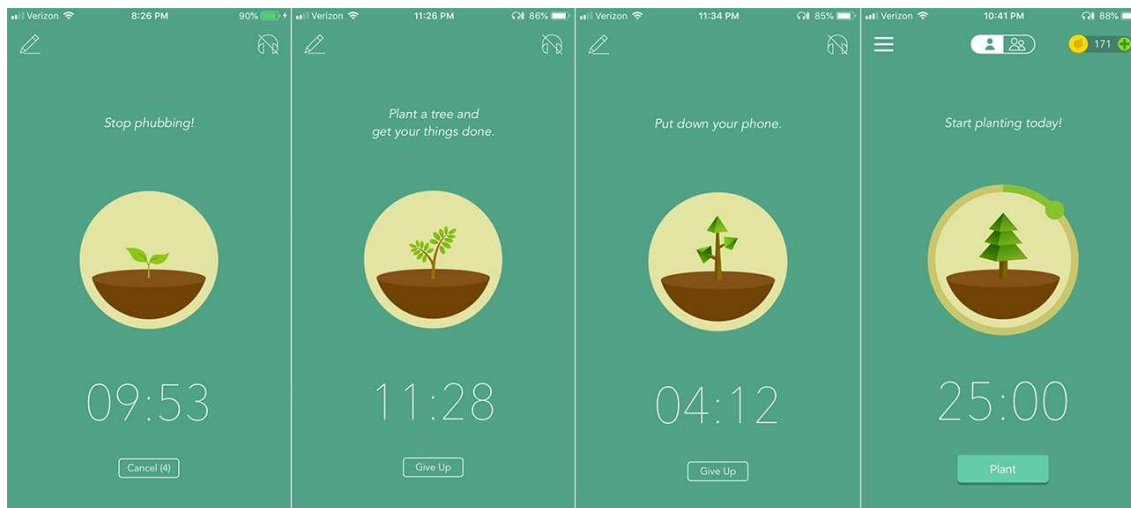 Verizon 8:26 PM 90%
Stop phubbing!
09:53
Cancel (4)
Verizon 11:26 PM 86%
Plant a tree and
get your things done.
11:28
Give Up
Verizon 11:34 PM 85%
Put down your phone.
04:12
Give Up
Verizon 10:41 PM 88%
171
Start planting today!
25:00
Plant